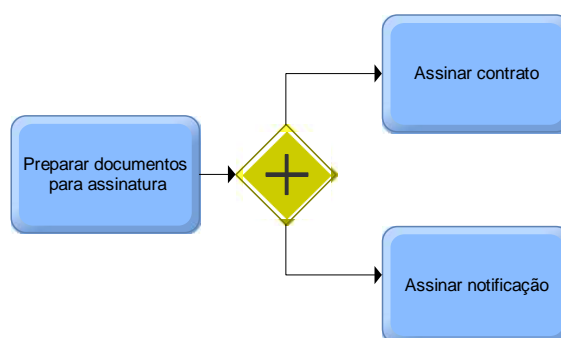 Assinar contrato
Preparar documentos
para assinatura
Assinar notificação